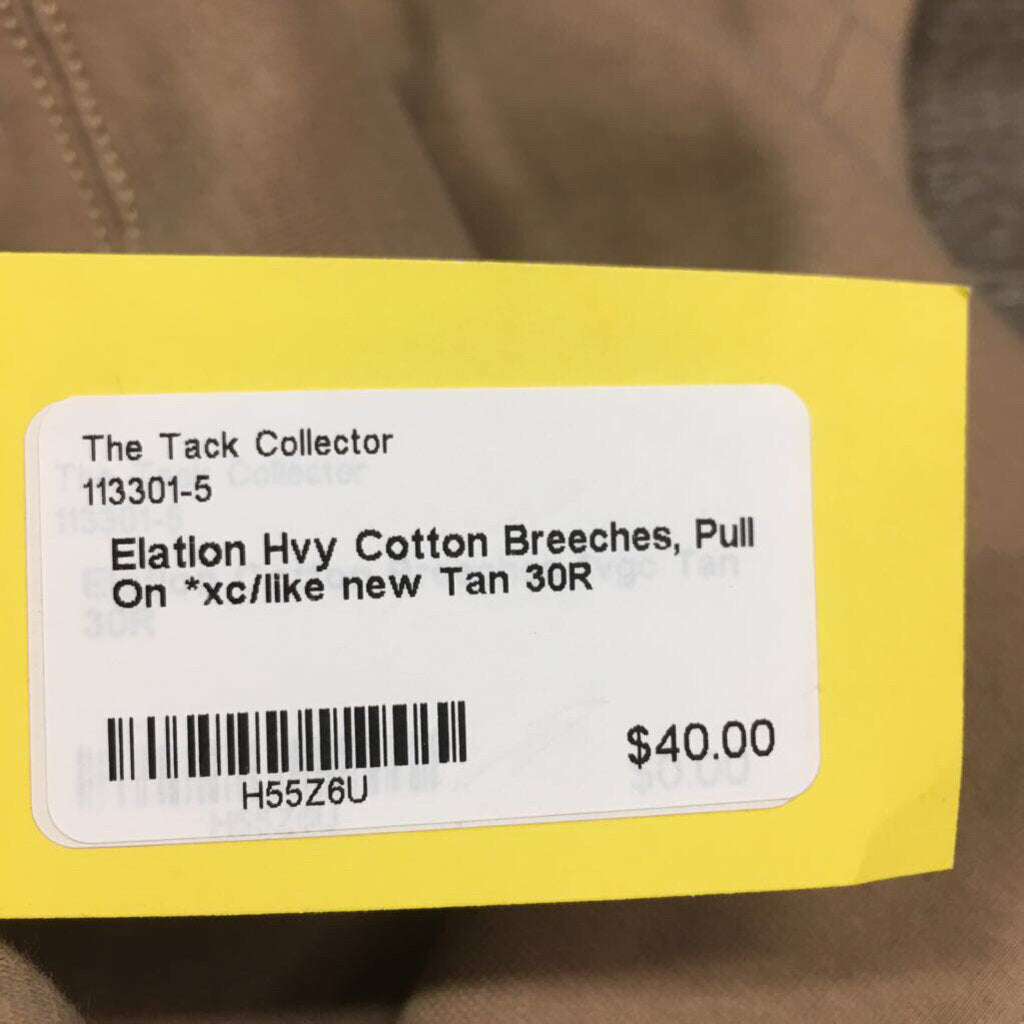 The Tack Collector
113301-5
Elation Hvy Cotton Breeches, Pull
On *xc/like new Tan 30R
$40.00
H55Z6U